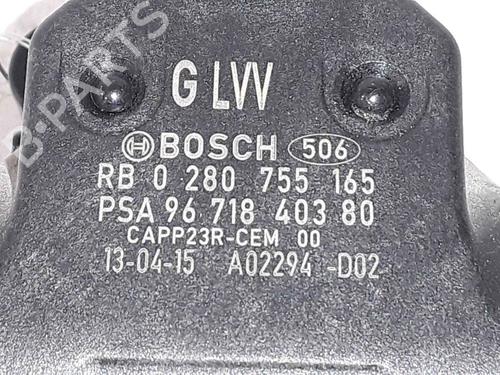 G LVV
BOSCH 506
RB 0 280 755 165
PSA 96 718 403 80
CAPP23R-CEM 00
13-04-15 A02294 -D02
B-PARTS